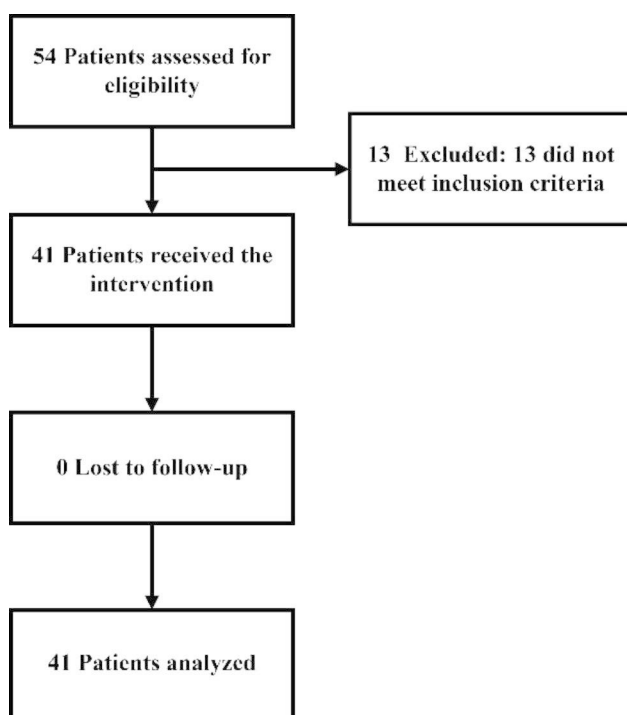 54 Patients assessed for
eligibility
13 Excluded: 13 did not
meet inclusion criteria
41 Patients received the
intervention
0 Lost to follow-up
41 Patients analyzed